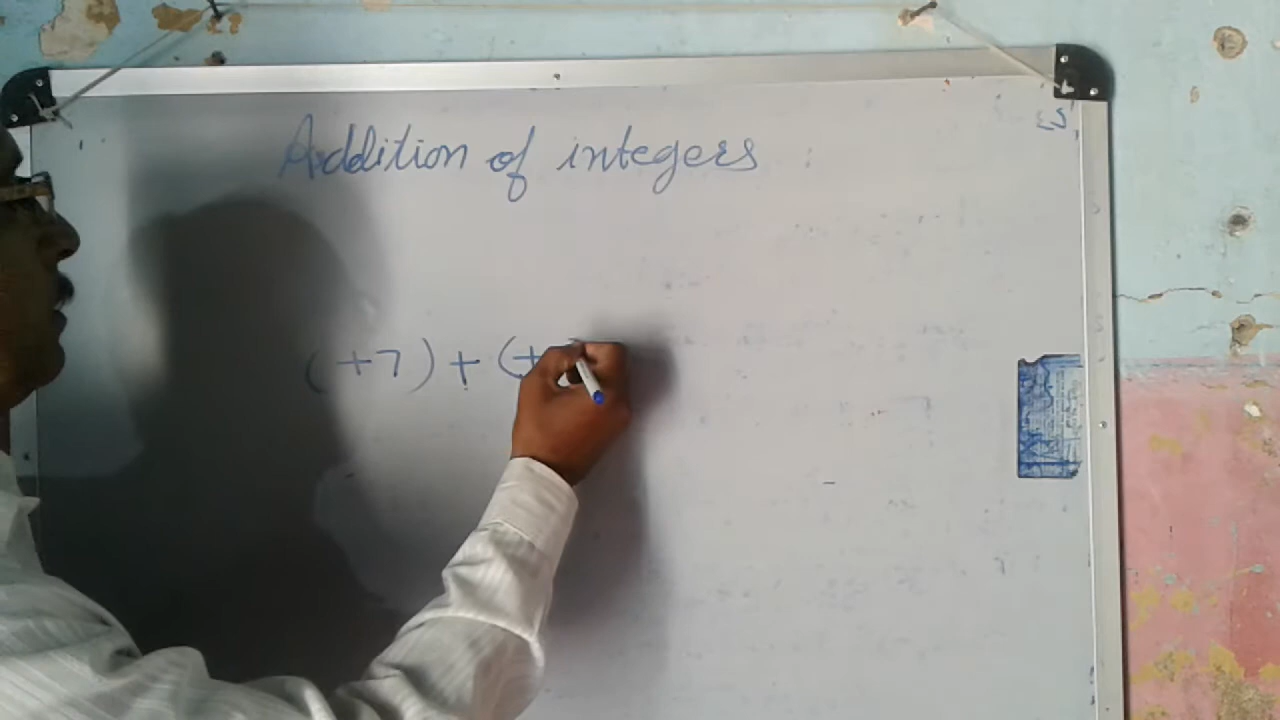 Addition of integers :
(+7) + (+